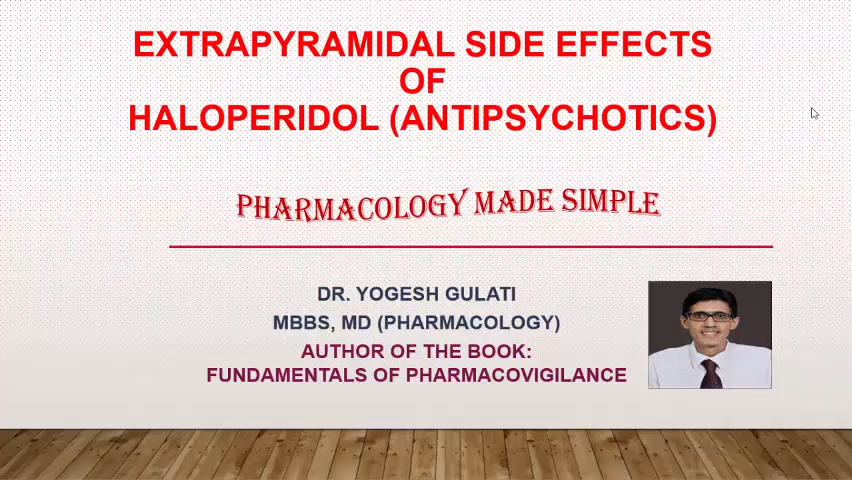 EXTRAPYRAMIDAL SIDE EFFECTS
OF
HALOPERIDOL (ANTIPSYCHOTICS)
PHARMACOLOGY MADE SIMPLE
DR. YOGESH GULATI
MBBS, MD (PHARMACOLOGY)
AUTHOR OF THE BOOK:
FUNDAMENTALS OF PHARMACOVIGILANCE